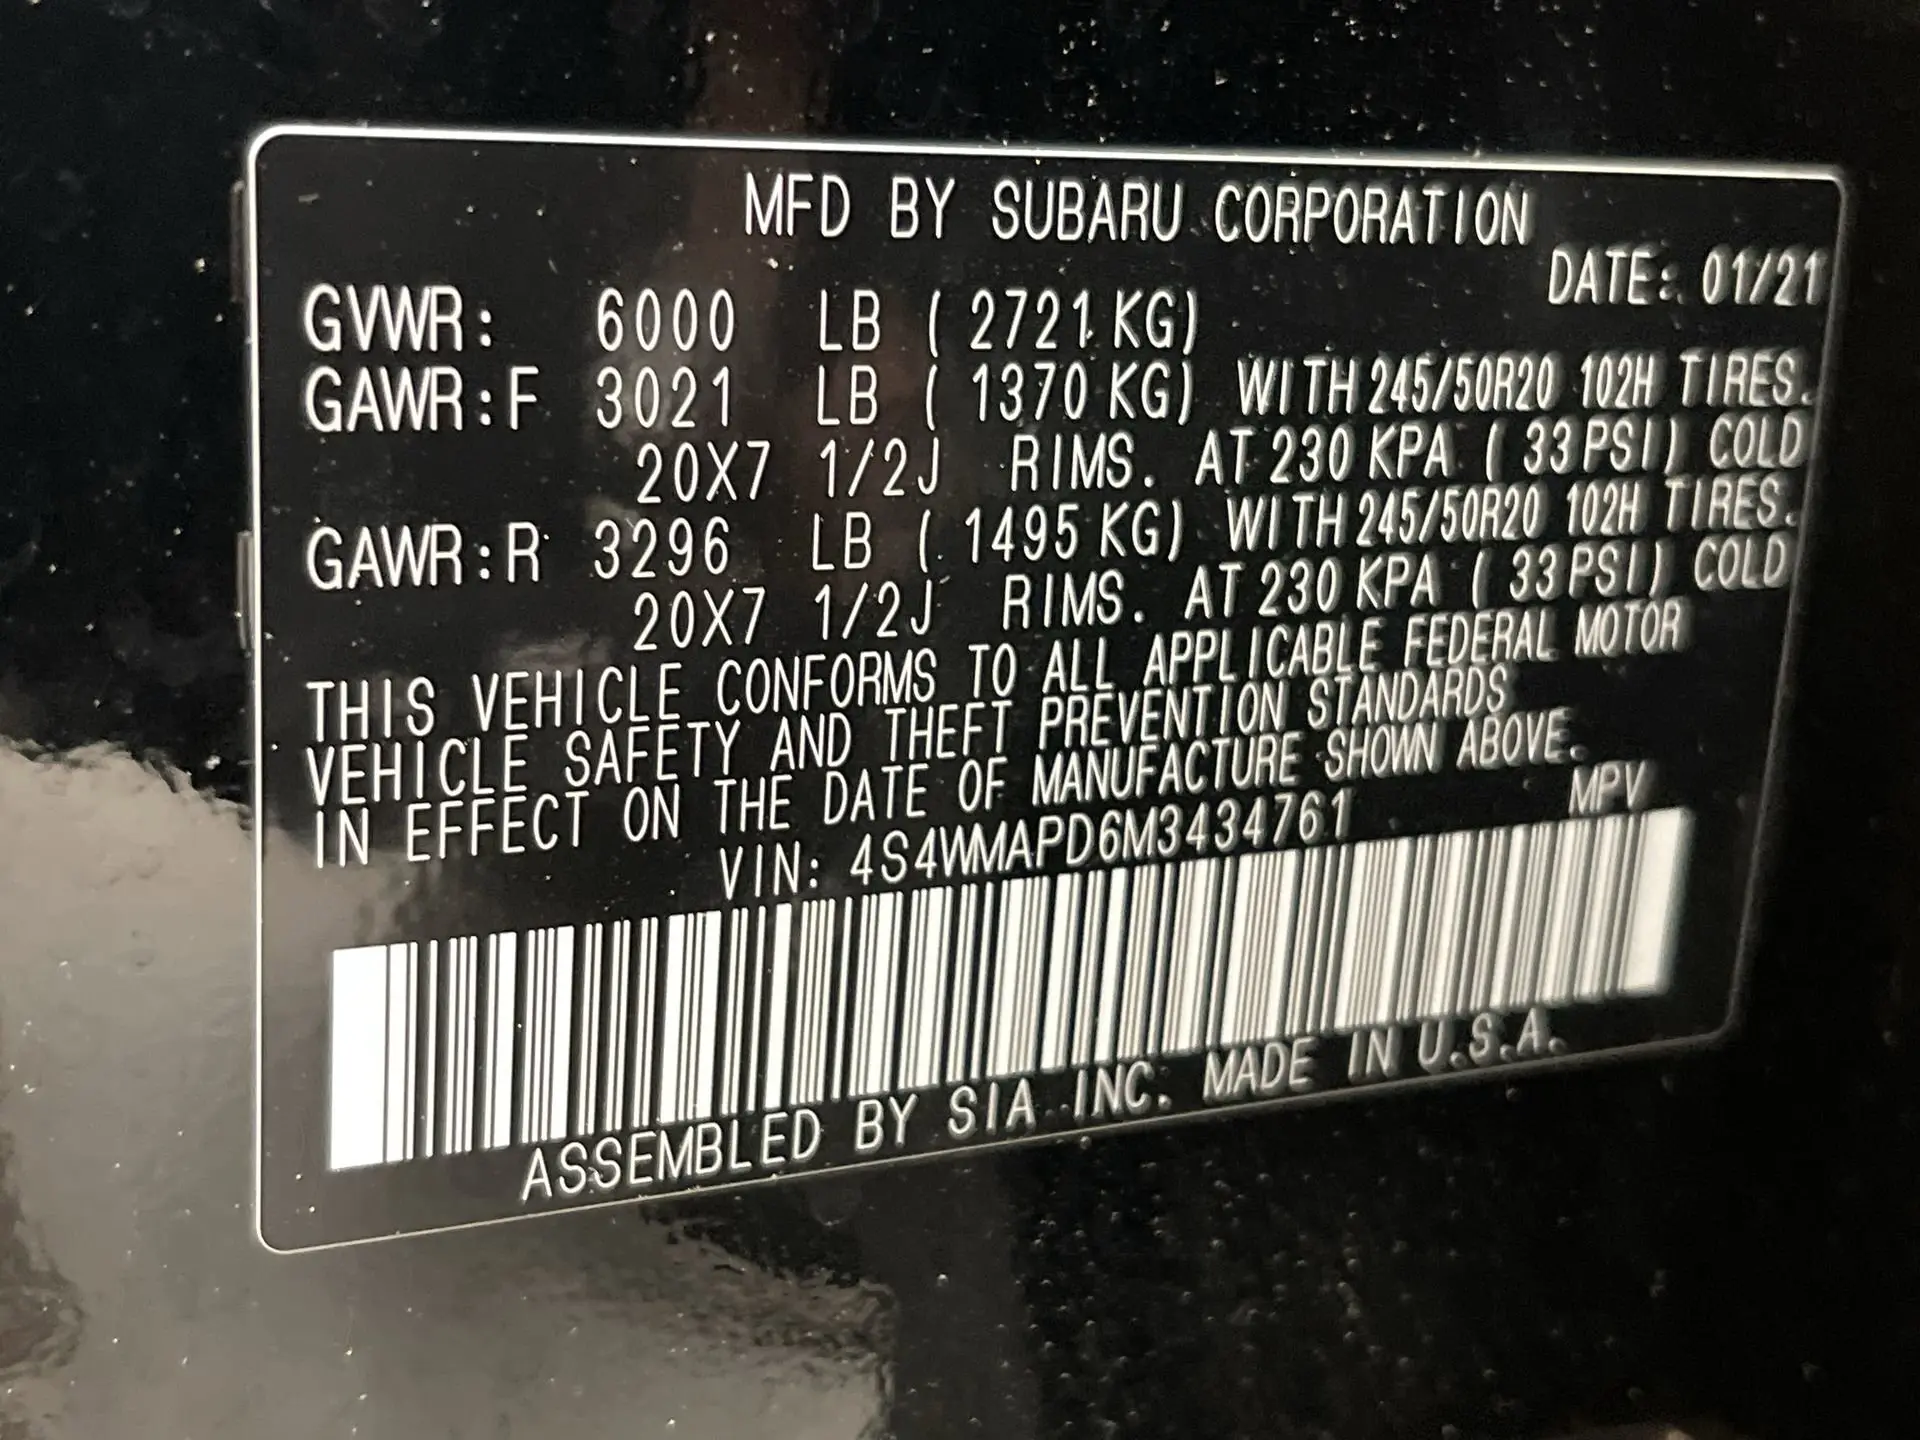 MFD BY SUBARU CORPORATION
DATE: 01/21
GVWR: 6000 LB ( 2721 KG)
GAWR:F 3021 LB ( 1370 KG) WITH 245/50R20 102H TIRES.
20X7 1/2J RIMS. AT 230 KPA ( 33 PSI) COLD
GAWR:R 3296 LB ( 1495 KG) WITH 245/50R20 102H TIRES.
20X7 1/2J RIMS. AT 230 KPA ( 33 PSI) COLD
THIS VEHICLE CONFORMS TO ALL APPLICABLE FEDERAL MOTOR
VEHICLE SAFETY AND THEFT PREVENTION STANDARDS
IN EFFECT ON THE DATE OF MANUFACTURE SHOWN ABOVE.
VIN: 4S4WMAPD6M3434761 MPV
ASSEMBLED BY SIA INC. MADE IN U.S.A.